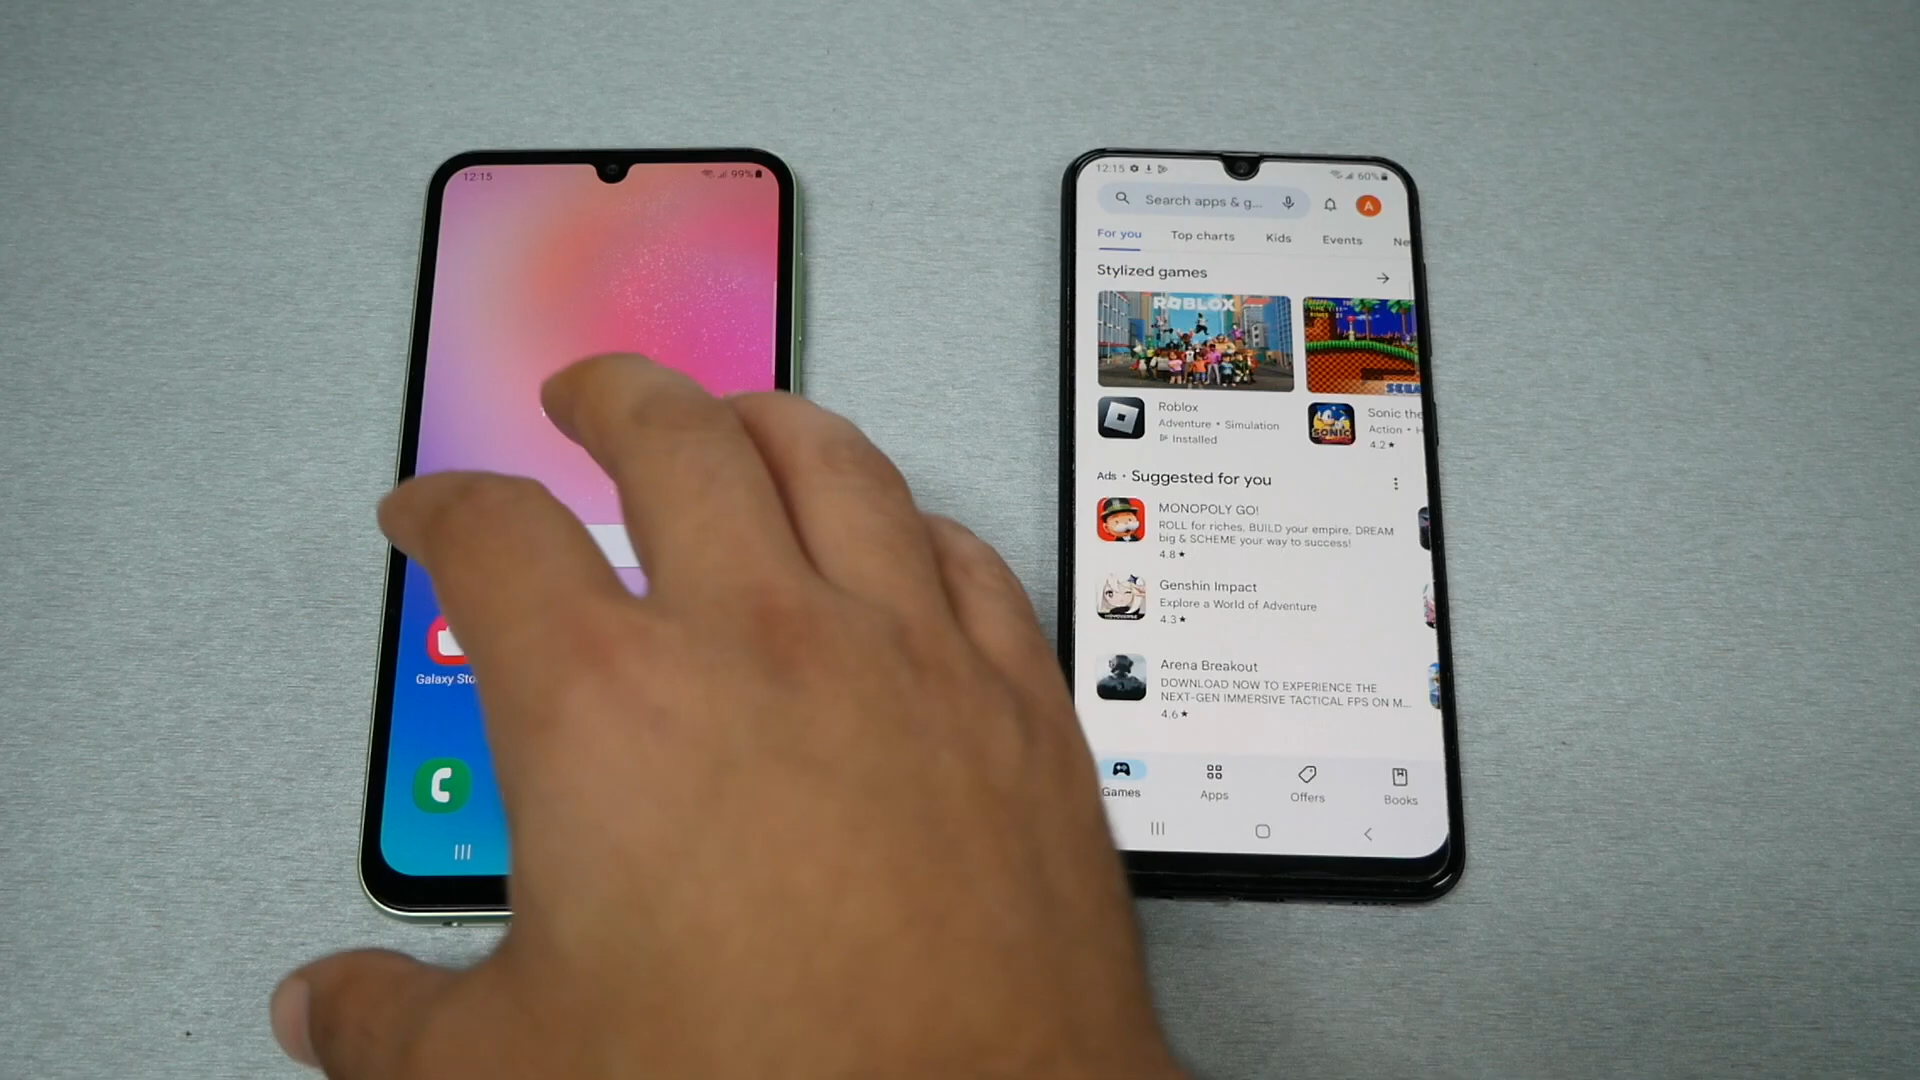 12:15
99%
Galaxy Sto
12:15
60%
Search apps & g...
A
For you
Top charts
Kids
Events
Ne
Stylized games
ROBLOX
SEGA
Roblox
Adventure • Simulation
Installed
SONIC
Sonic the
Action • H
4.2★
Ads • Suggested for you
MONOPOLY GO!
ROLL for riches, BUILD your empire, DREAM
big & SCHEME your way to success!
4.8★
Genshin Impact
Explore a World of Adventure
4.3★
Arena Breakout
DOWNLOAD NOW TO EXPERIENCE THE
NEXT-GEN IMMERSIVE TACTICAL FPS ON M...
4.6★
Games
Apps
Offers
Books